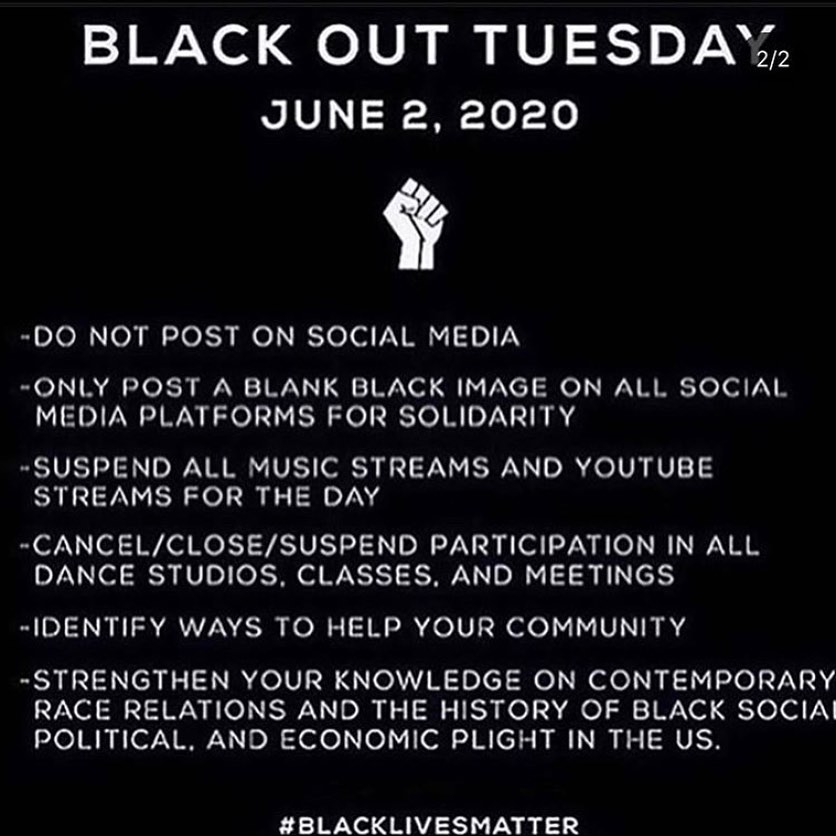 BLACK OUT TUESDAY
2/2
JUNE 2, 2020
-DO NOT POST ON SOCIAL MEDIA
-ONLY POST A BLANK BLACK IMAGE ON ALL SOCIAL
MEDIA PLATFORMS FOR SOLIDARITY
-SUSPEND ALL MUSIC STREAMS AND YOUTUBE
STREAMS FOR THE DAY
-CANCEL/CLOSE/SUSPEND PARTICIPATION IN ALL
DANCE STUDIOS, CLASSES, AND MEETINGS
-IDENTIFY WAYS TO HELP YOUR COMMUNITY
-STRENGTHEN YOUR KNOWLEDGE ON CONTEMPORARY
RACE RELATIONS AND THE HISTORY OF BLACK SOCIAL
POLITICAL, AND ECONOMIC PLIGHT IN THE US.
#BLACKLIVESMATTER